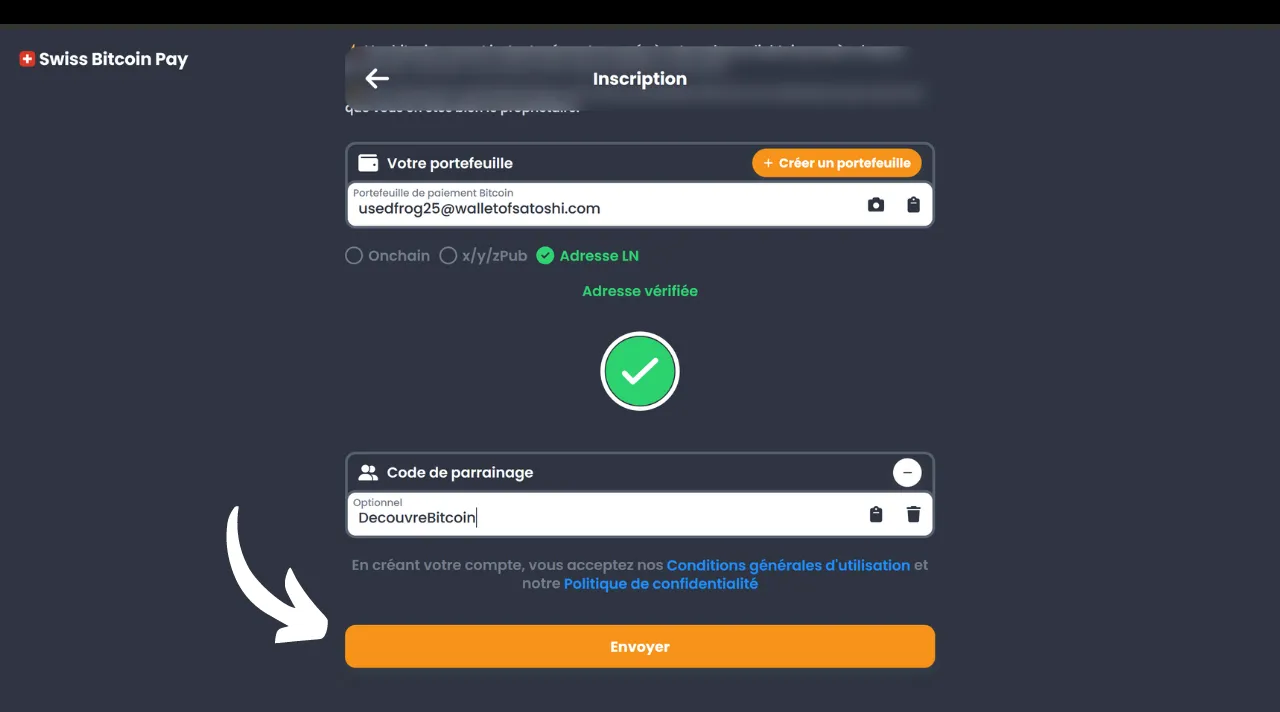 Swiss Bitcoin Pay
Inscription
que vous en êtes bien le propriétaire.
Votre portefeuille
+ Créer un portefeuille
Portefeuille de paiement Bitcoin
usedfrog25@walletofsatoshi.com
Onchain x/y/zPub Adresse LN
Adresse vérifiée
Code de parrainage
Optionnel
DecouvreBitcoin
En créant votre compte, vous acceptez nos Conditions générales d'utilisation et
notre Politique de confidentialité
Envoyer